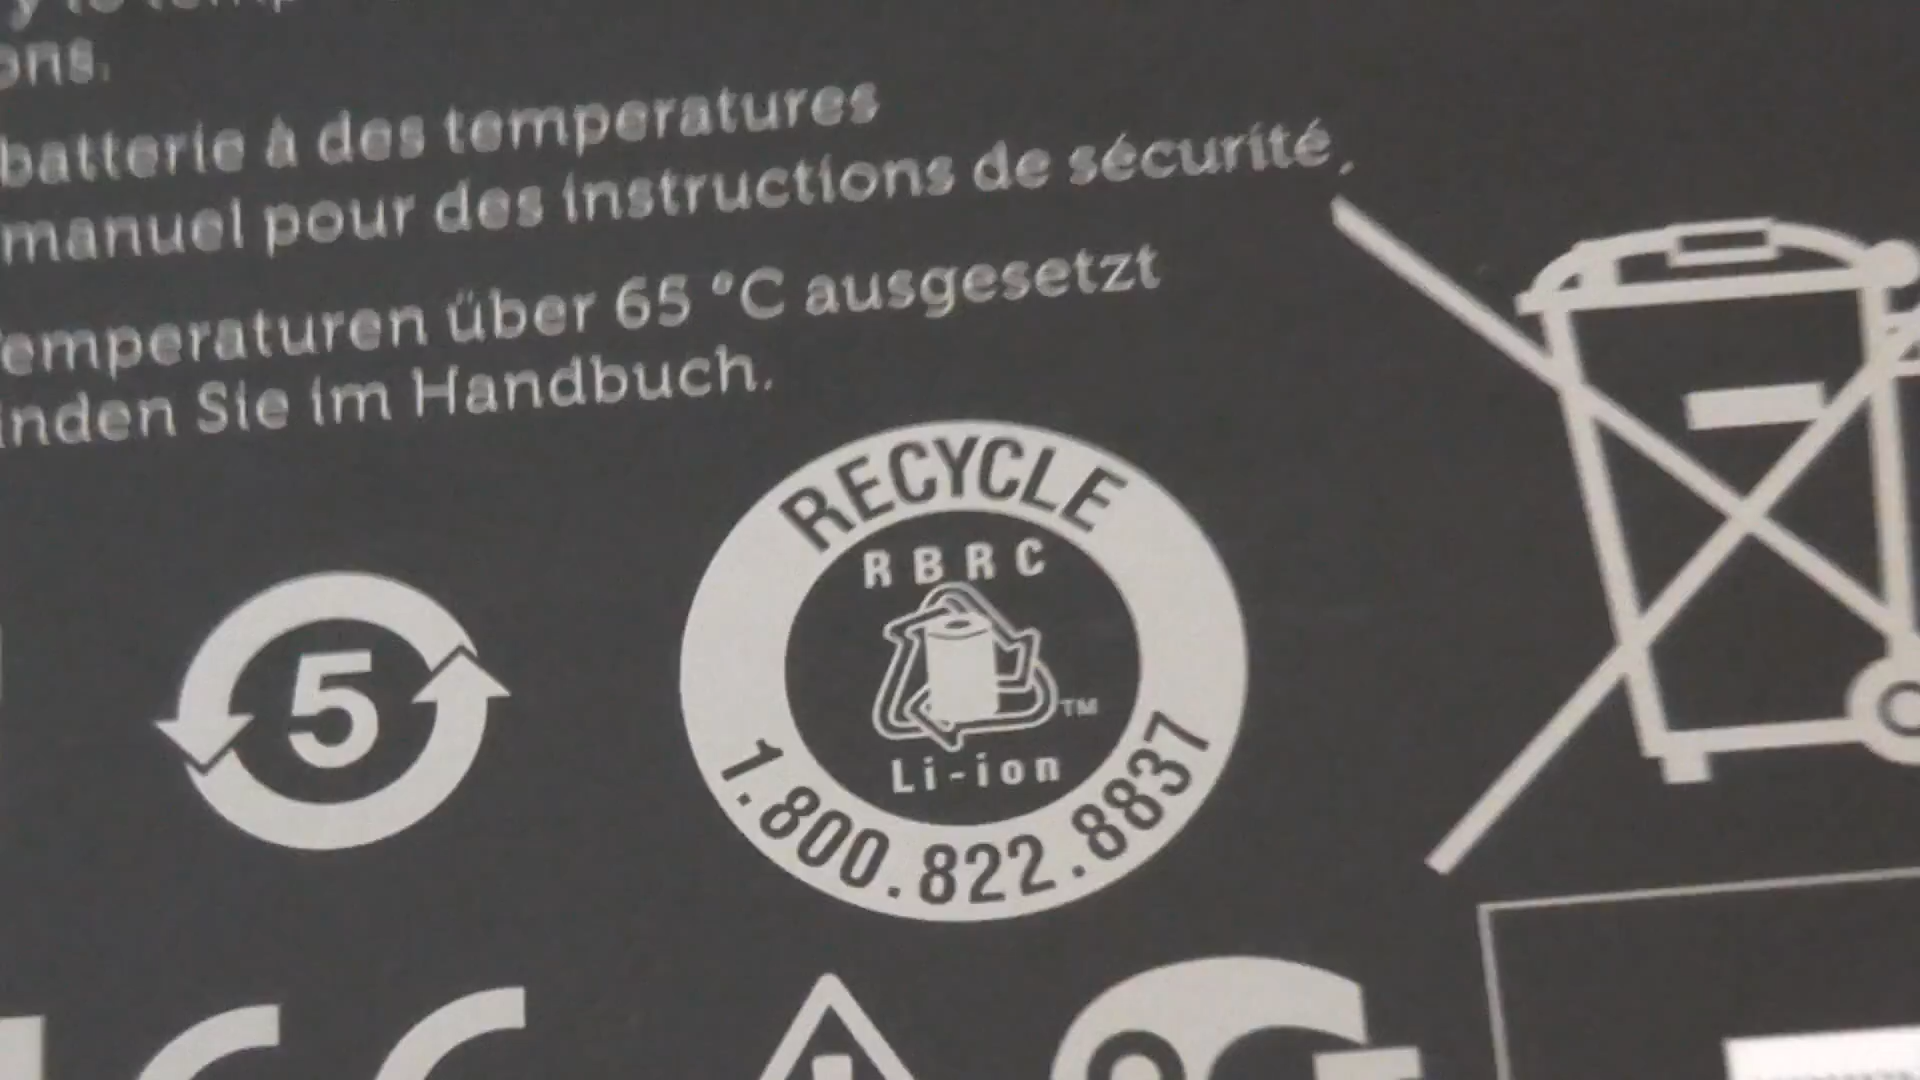 ons.
batterie à des temperatures
manuel pour des instructions de sécurité.
emperaturen über 65 °C ausgesetzt
inden Sie im Handbuch.
RECYCLE
RBRC
5
TM
Li-ion
1.800.822.8837